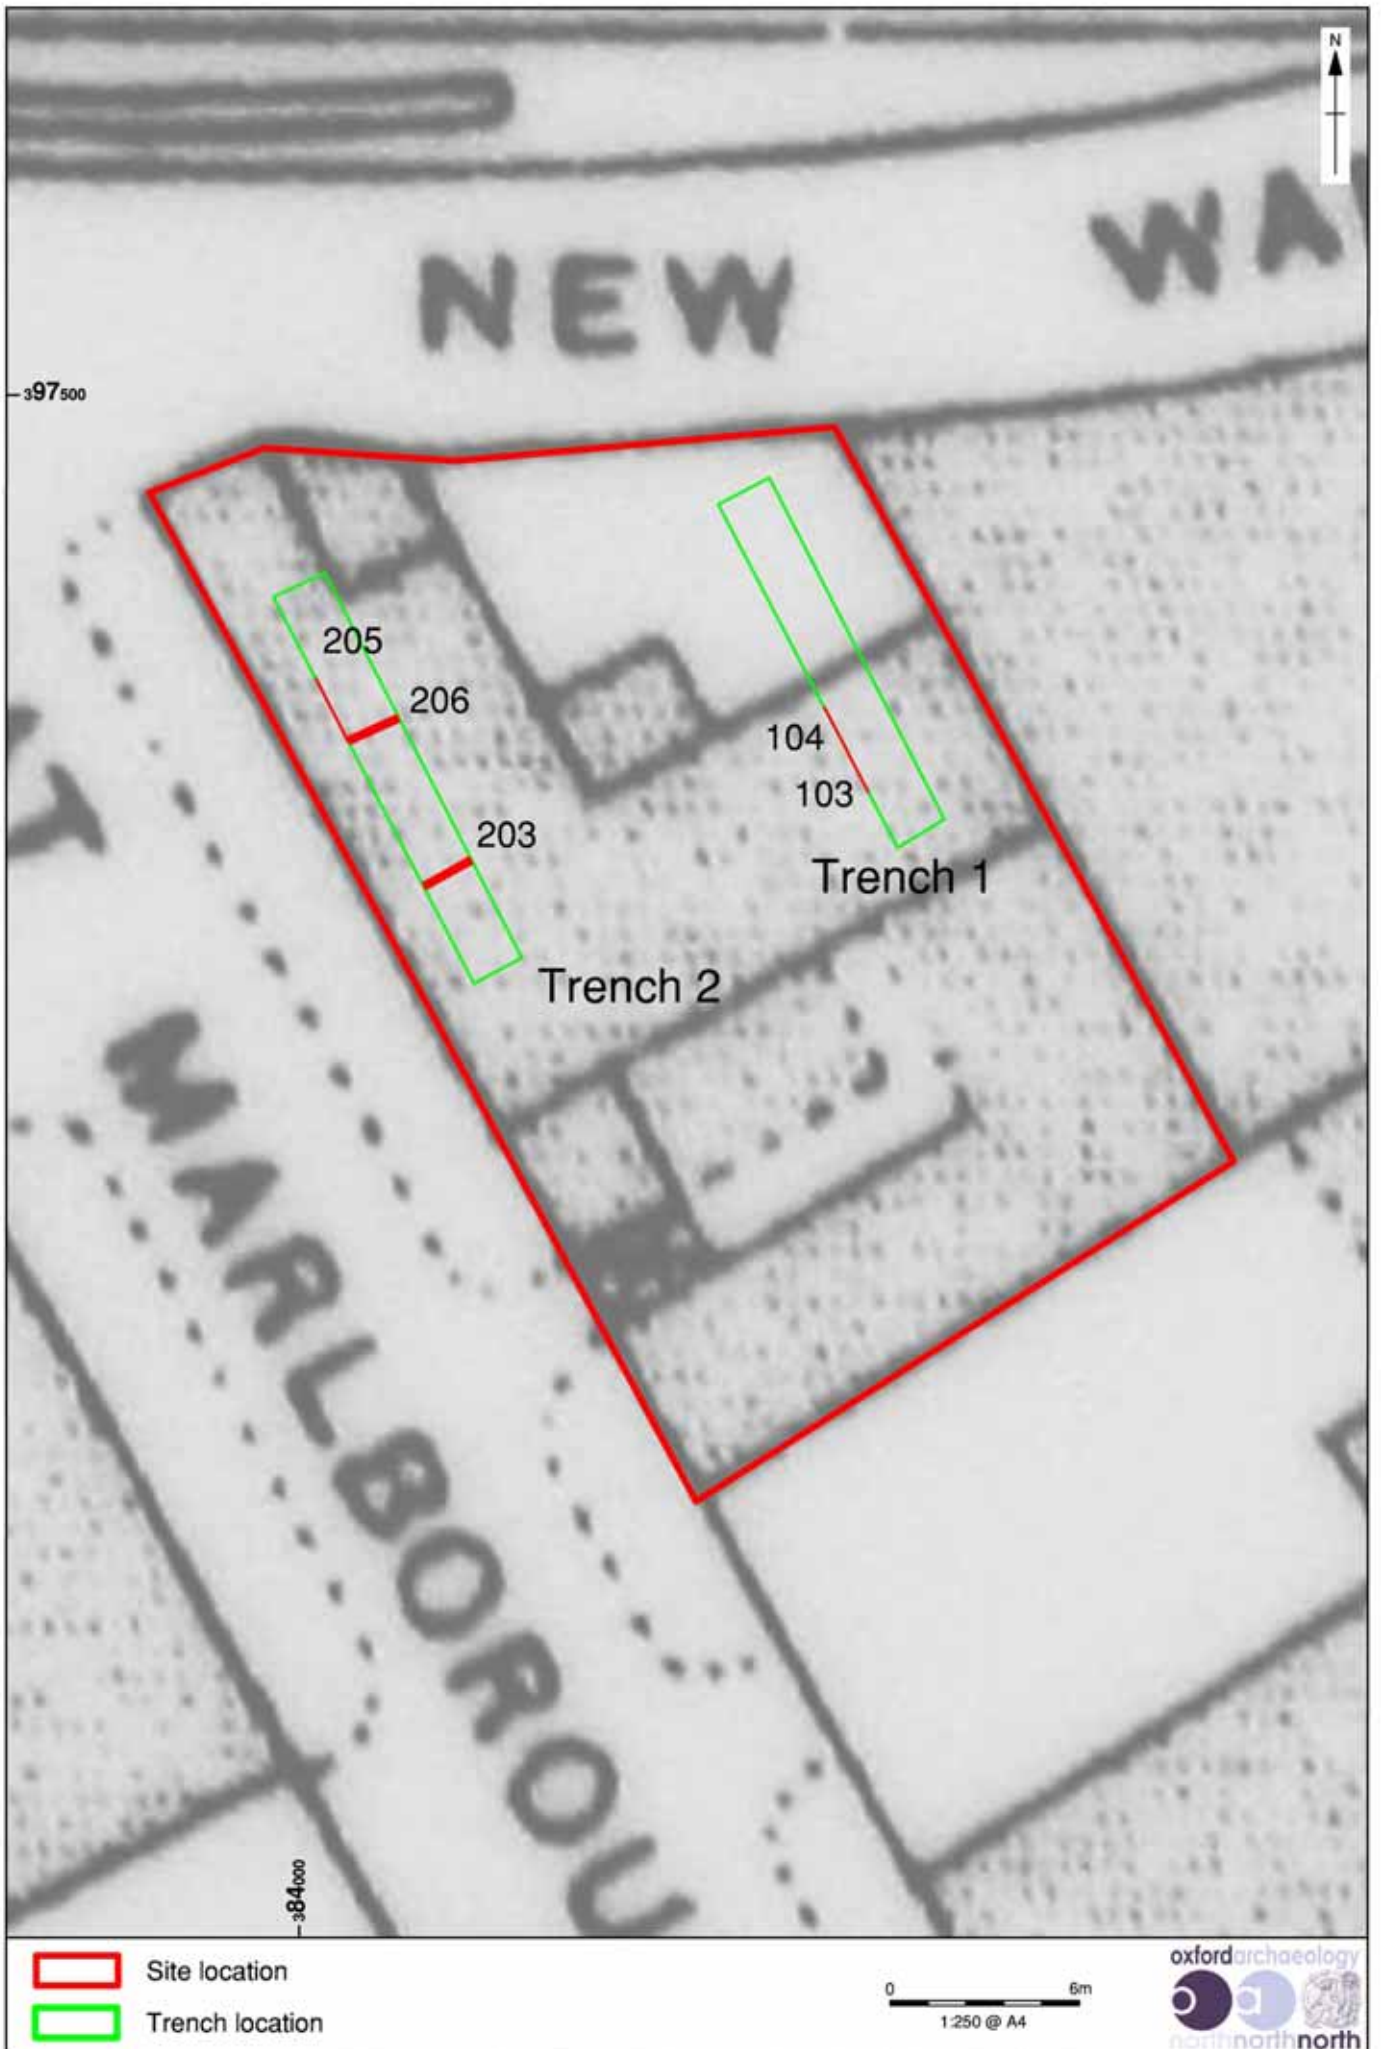 N
NEW WA
397500
205
206
104
203
103
Trench 1
Trench 2
MARLBOROU
384000
Site location
Trench location
0 6m
1:250 @ A4
oxfordarchaeology
northnorthnorth